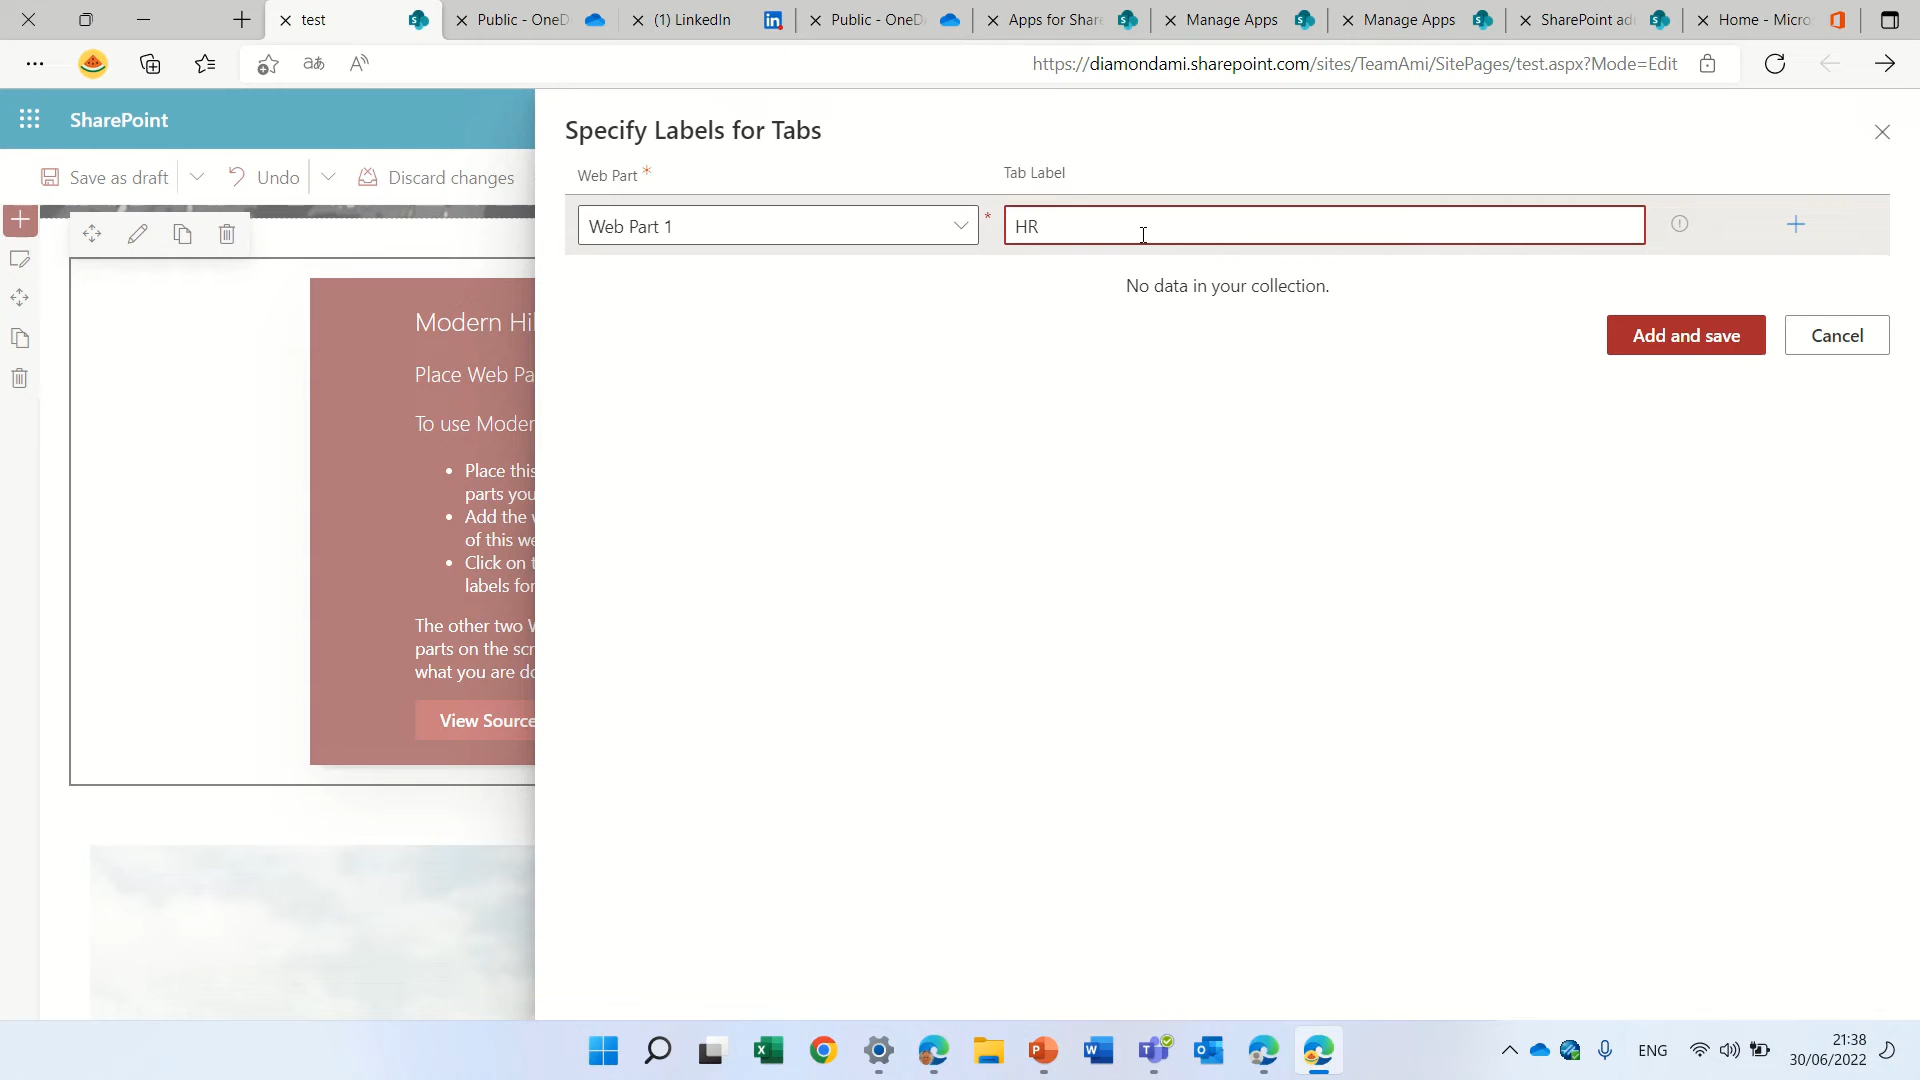 test
Public - OneD
(1) LinkedIn
Public - OneD
Apps for Share
Manage Apps
Manage Apps
SharePoint ad
Home - Micro
https://diamondami.sharepoint.com/sites/TeamAmi/SitePages/test.aspx?Mode=Edit
SharePoint
Save as draft
Undo
Discard changes
Modern Hil
Place Web Pa
To use Moder
• Place this
parts you
• Add the w
of this we
• Click on t
labels for
The other two W
parts on the scr
what you are do
View Source
Specify Labels for Tabs
Web Part *
Tab Label
Web Part 1
*
HR
No data in your collection.
Add and save
Cancel
ENG
21:38
30/06/2022